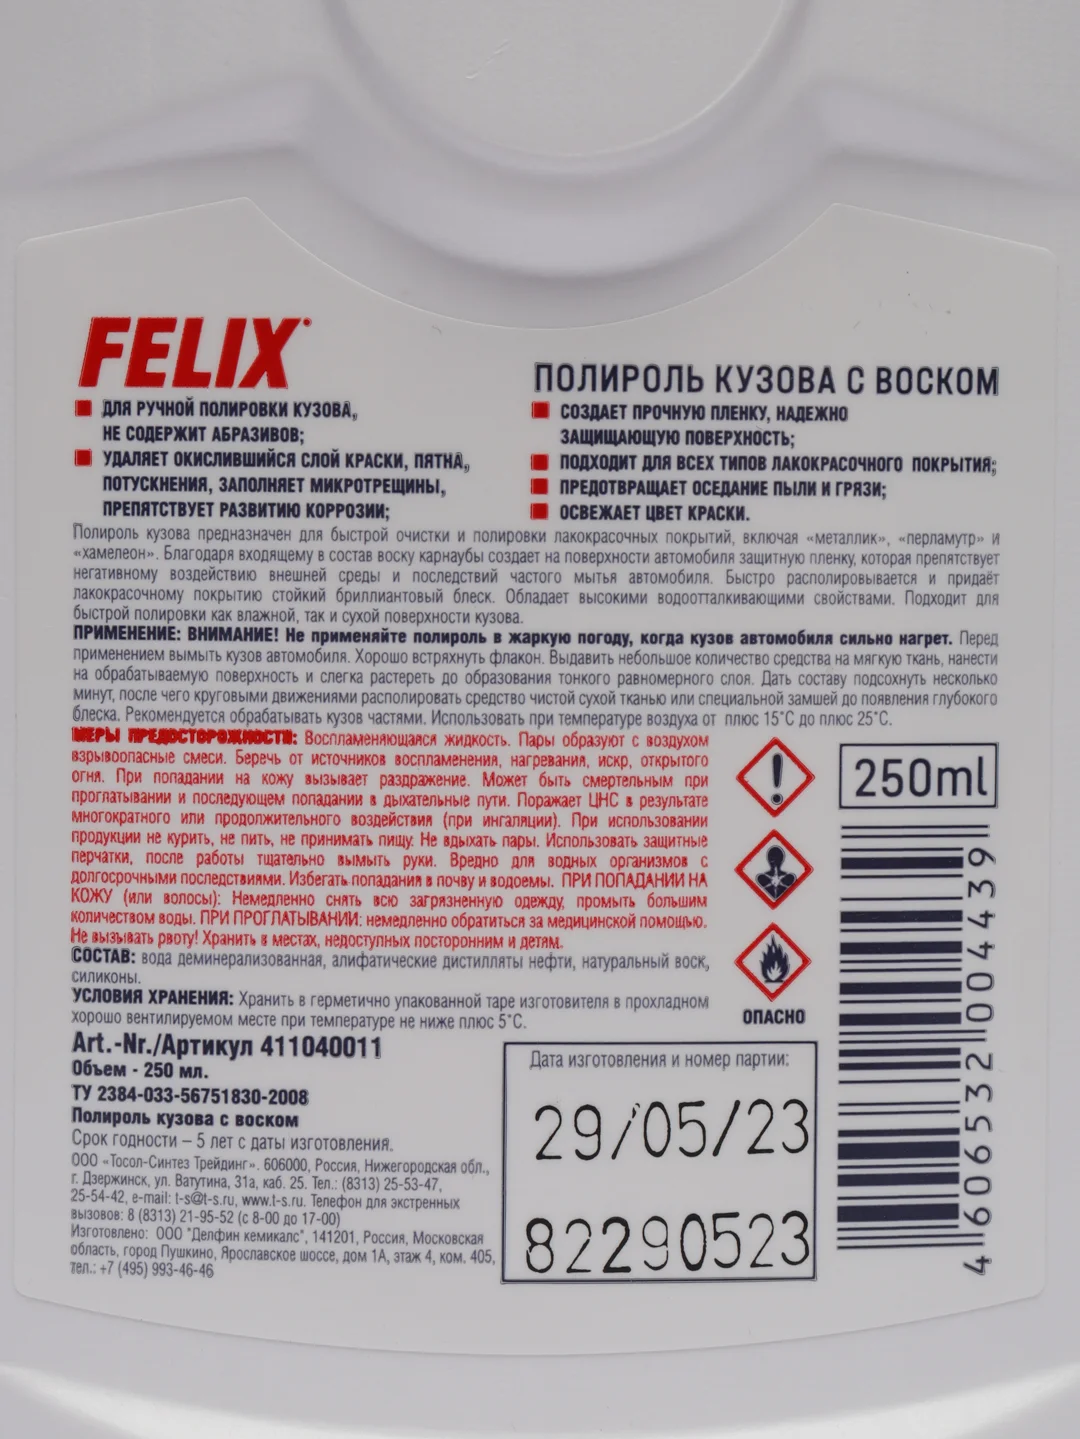 FELIX
ДЛЯ РУЧНОЙ ПОЛИРОВКИ КУЗОВА,
НЕ СОДЕРЖИТ АБРАЗИВОВ;
УДАЛЯЕТ ОКИСЛИВШИЙСЯ СЛОЙ КРАСКИ, ПЯТНА,
ПОТУСКНЕНИЯ, ЗАПОЛНЯЕТ МИКРОТРЕЩИНЫ,
ПРЕПЯТСТВУЕТ РАЗВИТИЮ КОРРОЗИИ;
ПОЛИРОЛЬ КУЗОВА С ВОСКОМ
СОЗДАЕТ ПРОЧНУЮ ПЛЕНКУ, НАДЕЖНО
ЗАЩИЩАЮЩУЮ ПОВЕРХНОСТЬ;
ПОДХОДИТ ДЛЯ ВСЕХ ТИПОВ ЛАКОКРАСОЧНОГО ПОКРЫТИЯ;
ПРЕДОТВРАЩАЕТ ОСЕДАНИЕ ПЫЛИ И ГРЯЗИ;
ОСВЕЖАЕТ ЦВЕТ КРАСКИ.
Полироль кузова предназначен для быстрой очистки и полировки лакокрасочных покрытий, включая «металлик», «перламутр» и
«хамелеон». Благодаря входящему в состав воску карнаубы создает на поверхности автомобиля защитную пленку, которая препятствует
негативному воздействию внешней среды и последствий частого мытья автомобиля. Быстро располировывается и придаёт
лакокрасочному покрытию стойкий бриллиантовый блеск. Обладает высокими водоотталкивающими свойствами. Подходит для
быстрой полировки как влажной, так и сухой поверхности кузова.
ПРИМЕНЕНИЕ: ВНИМАНИЕ! Не применяйте полироль в жаркую погоду, когда кузов автомобиля сильно нагрет. Перед
применением вымыть кузов автомобиля. Хорошо встряхнуть флакон. Выдавить небольшое количество средства на мягкую ткань, нанести
на обрабатываемую поверхность и слегка растереть до образования тонкого равномерного слоя. Дать составу подсохнуть несколько
минут, после чего круговыми движениями располировать средство чистой сухой тканью или специальной замшей до появления глубокого
блеска. Рекомендуется обрабатывать кузов частями. Использовать при температуре воздуха от плюс 15°С до плюс 25°С.
МЕРЫ ПРЕДОСТОРОЖНОСТИ: Воспламеняющаяся жидкость. Пары образуют с воздухом
взрывоопасные смеси. Беречь от источников воспламенения, нагревания, искр, открытого
огня. При попадании на кожу вызывает раздражение. Может быть смертельным при
проглатывании и последующем попадании в дыхательные пути. Поражает ЦНС в результате
многократного или продолжительного воздействия (при ингаляции). При использовании
продукции не курить, не пить, не принимать пищу. Не вдыхать пары. Использовать защитные
перчатки, после работы тщательно вымыть руки. Вредно для водных организмов с
долгосрочными последствиями. Избегать попадания в почву и водоемы. ПРИ ПОПАДАНИИ НА
КОЖУ (или волосы): Немедленно снять всю загрязненную одежду, промыть большим
количеством воды. ПРИ ПРОГЛАТЫВАНИИ: немедленно обратиться за медицинской помощью.
Не вызывать рвоту! Хранить в местах, недоступных посторонним и детям.
СОСТАВ: вода деминерализованная, алифатические дистилляты нефти, натуральный воск,
силиконы.
УСЛОВИЯ ХРАНЕНИЯ: Хранить в герметично упакованной таре изготовителя в прохладном
хорошо вентилируемом месте при температуре не ниже плюс 5°С.
ОПАСНО
250ml
4606532004439
Art.-Nr./Артикул 411040011
Объем - 250 мл.
ТУ 2384-033-56751830-2008
Полироль кузова с воском
Срок годности – 5 лет с даты изготовления.
ООО «Тосол-Синтез Трейдинг». 606000, Россия, Нижегородская обл.,
г. Дзержинск, ул. Ватутина, 31а, каб. 25. Тел.: (8313) 25-53-47,
25-54-42, e-mail: t-s@t-s.ru, www.t-s.ru. Телефон для экстренных
вызовов: 8 (8313) 21-95-52 (с 8-00 до 17-00)
Изготовлено: ООО "Делфин кемикалс", 141201, Россия, Московская
область, город Пушкино, Ярославское шоссе, дом 1А, этаж 4, ком. 405,
тел.: +7 (495) 993-46-46
Дата изготовления и номер партии:
29/05/23
82290523